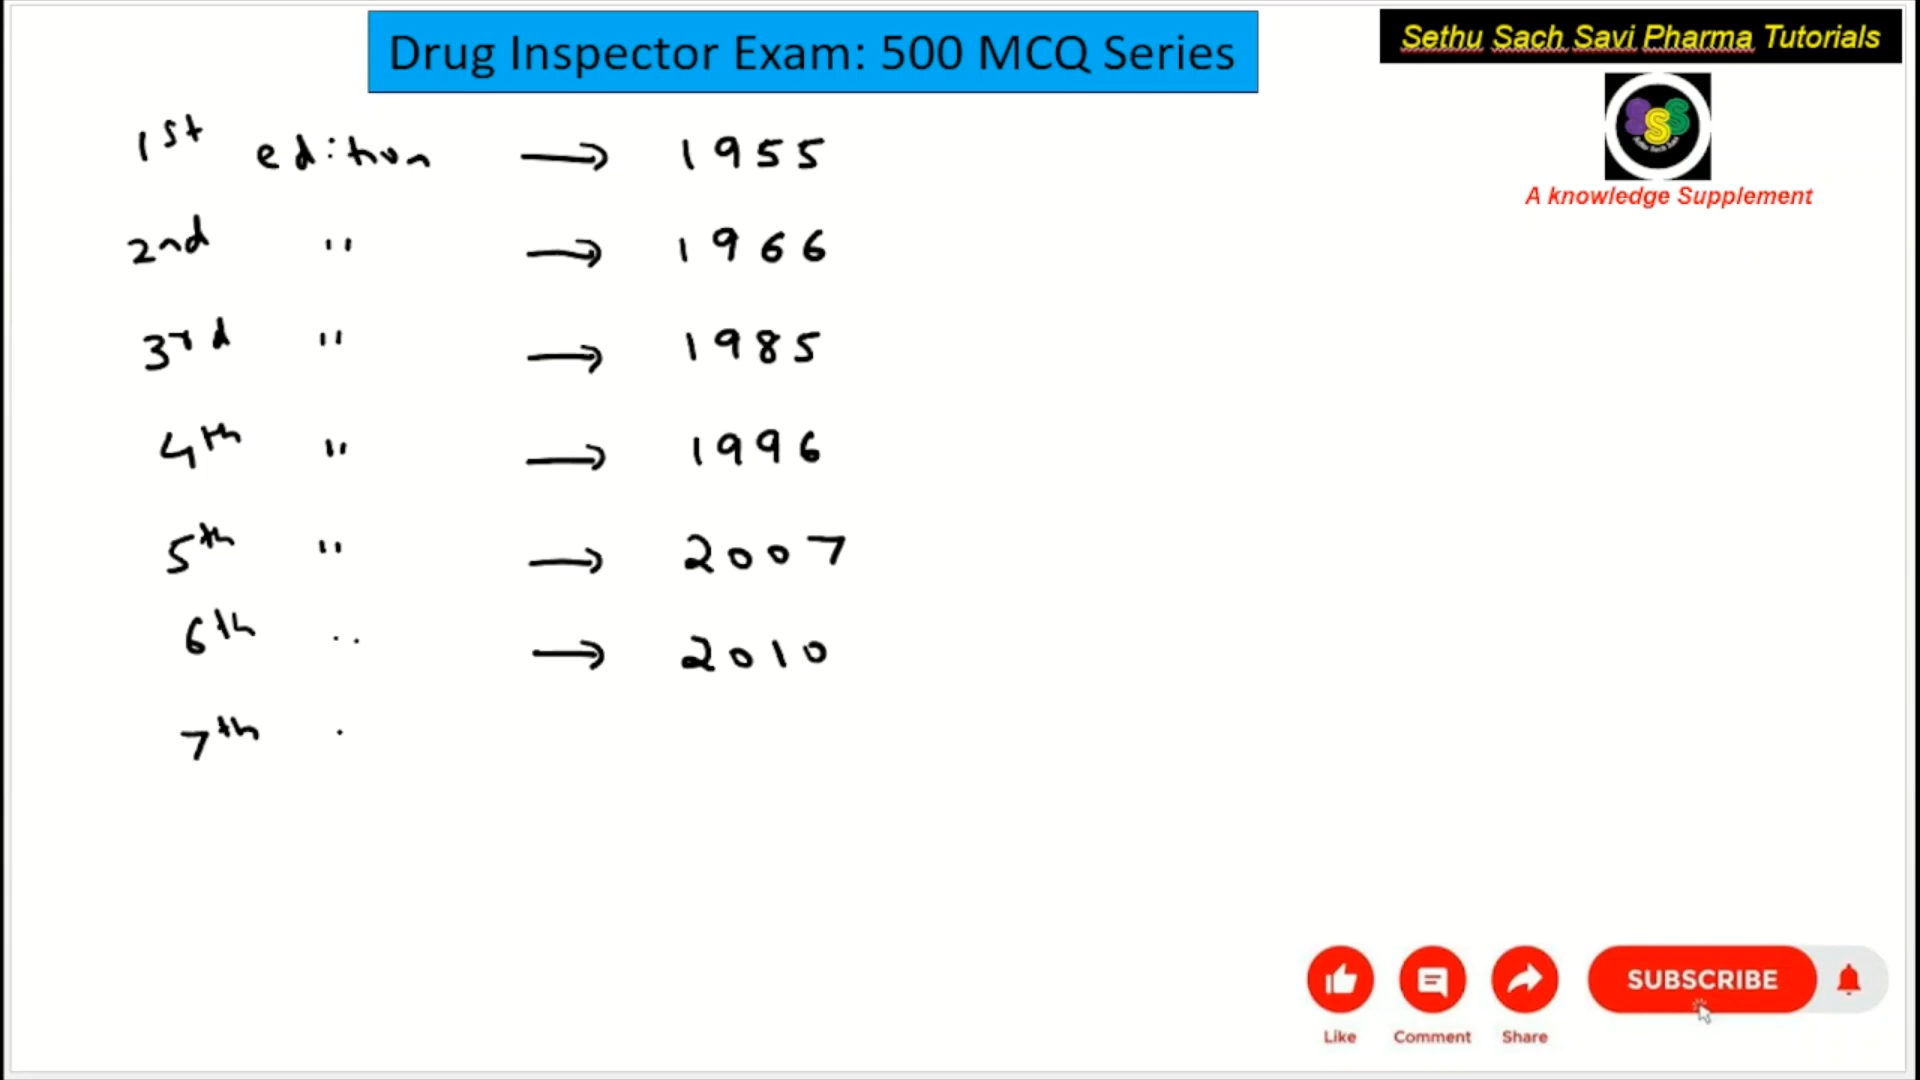 Drug Inspector Exam: 500 MCQ Series
Sethu Sach Savi Pharma Tutorials
SSS
A knowledge Supplement
1st edition → 1955
2nd " → 1966
3rd " → 1985
4th " → 1996
5th " → 2007
6th .. → 2010
7th .
SUBSCRIBE
Like Comment Share